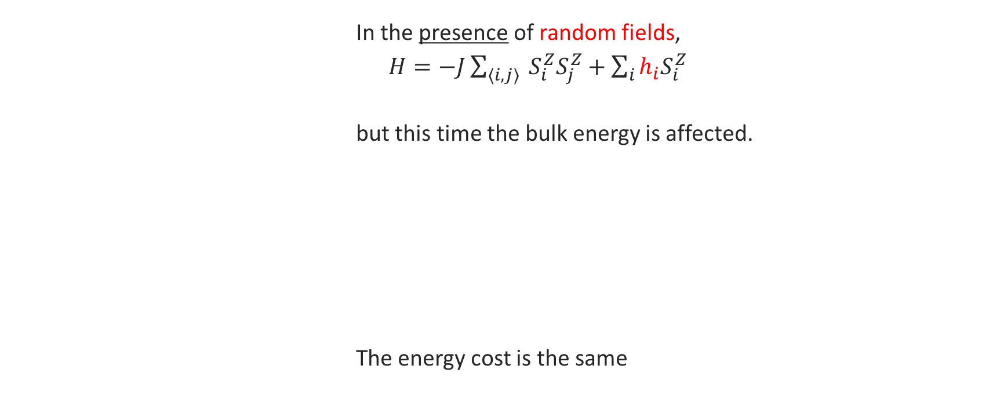 In the presence of random fields,
H = −J ∑⟨i,j⟩ S_i^Z S_j^Z + ∑_i h_i S_i^Z
but this time the bulk energy is affected.
The energy cost is the same